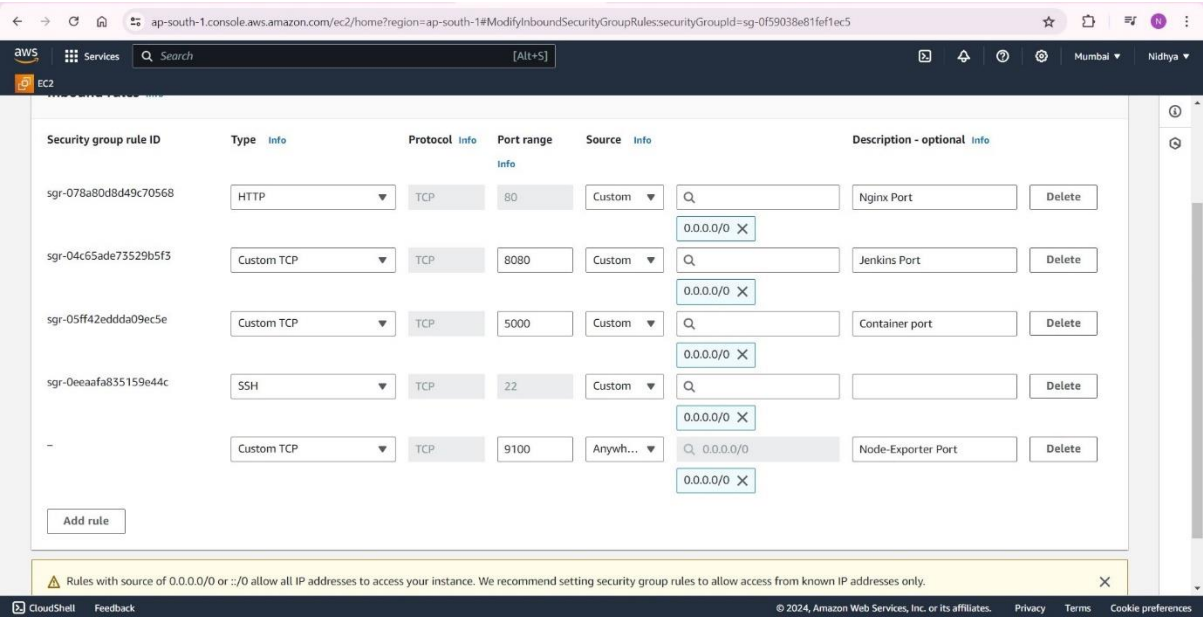 ap-south-1.console.aws.amazon.com/ec2/home?region=ap-south-1#ModifyInboundSecurityGroupRules:securityGroupId=sg-0f59038e81fef1ec5 N
aws Services Search [Alt+S] Mumbai Nidhya
EC2
Inbound rules Info
Security group rule ID Type Info Protocol Info Port range Source Info Description - optional Info
Info
sgr-078a80d8d49c70568 HTTP TCP 80 Custom Nginx Port Delete
0.0.0.0/0
sgr-04c65ade73529b5f3 Custom TCP TCP 8080 Custom Jenkins Port Delete
0.0.0.0/0
sgr-05ff42eddda09ec5e Custom TCP TCP 5000 Custom Container port Delete
0.0.0.0/0
sgr-0eeaafa835159e44c SSH TCP 22 Custom Delete
0.0.0.0/0
– Custom TCP TCP 9100 Anywh... 0.0.0.0/0 Node-Exporter Port Delete
0.0.0.0/0
Add rule
Rules with source of 0.0.0.0/0 or ::/0 allow all IP addresses to access your instance. We recommend setting security group rules to allow access from known IP addresses only.
CloudShell Feedback © 2024, Amazon Web Services, Inc. or its affiliates. Privacy Terms Cookie preferences